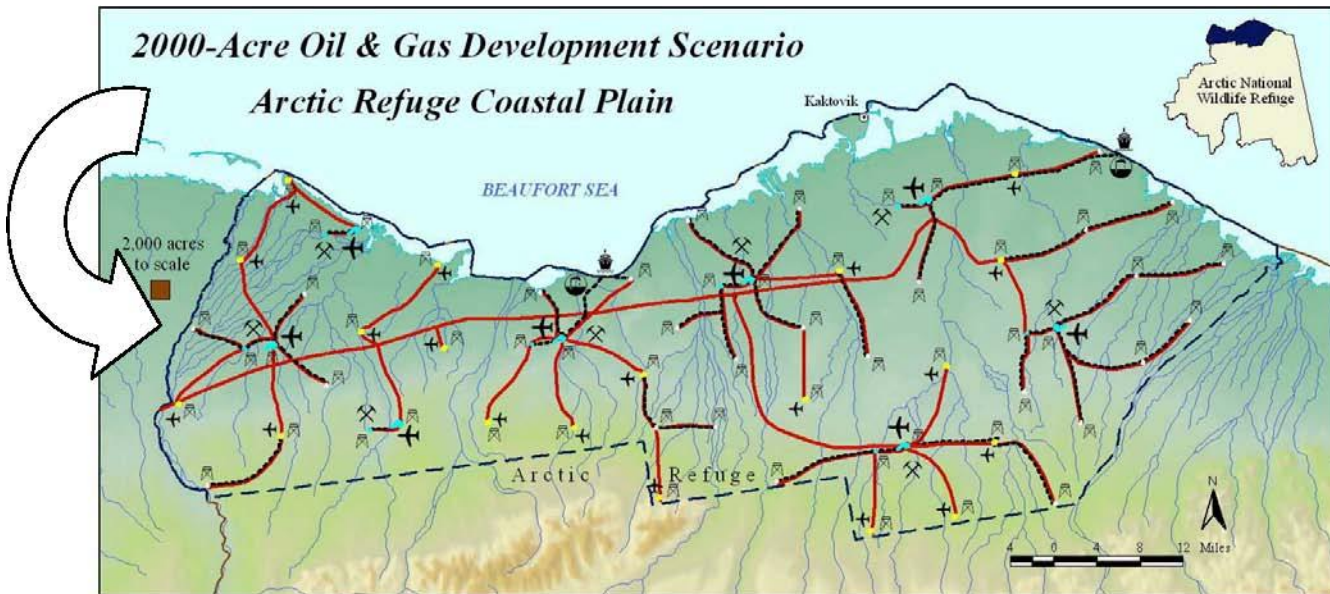 2000-Acre Oil & Gas Development Scenario
Arctic Refuge Coastal Plain
Kaktovik
Arctic National
Wildlife Refuge
BEAUFORT SEA
2,000 acres
to scale
Arctic Refuge
N
4 0 4 8 12
Miles